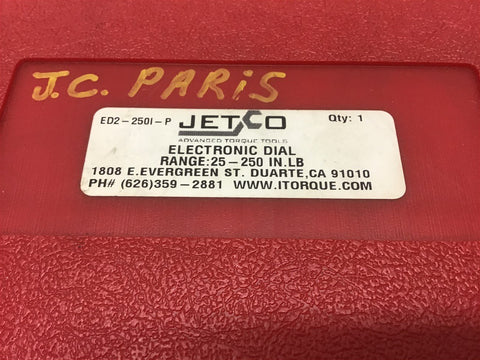 J.C. PARiS
ED2-250I-P JETCO Qty: 1
ADVANCED TORQUE TOOLS
ELECTRONIC DIAL
RANGE:25-250 IN.LB
1808 E.EVERGREEN ST. DUARTE,CA 91010
PH# (626)359-2881 WWW.ITORQUE.COM